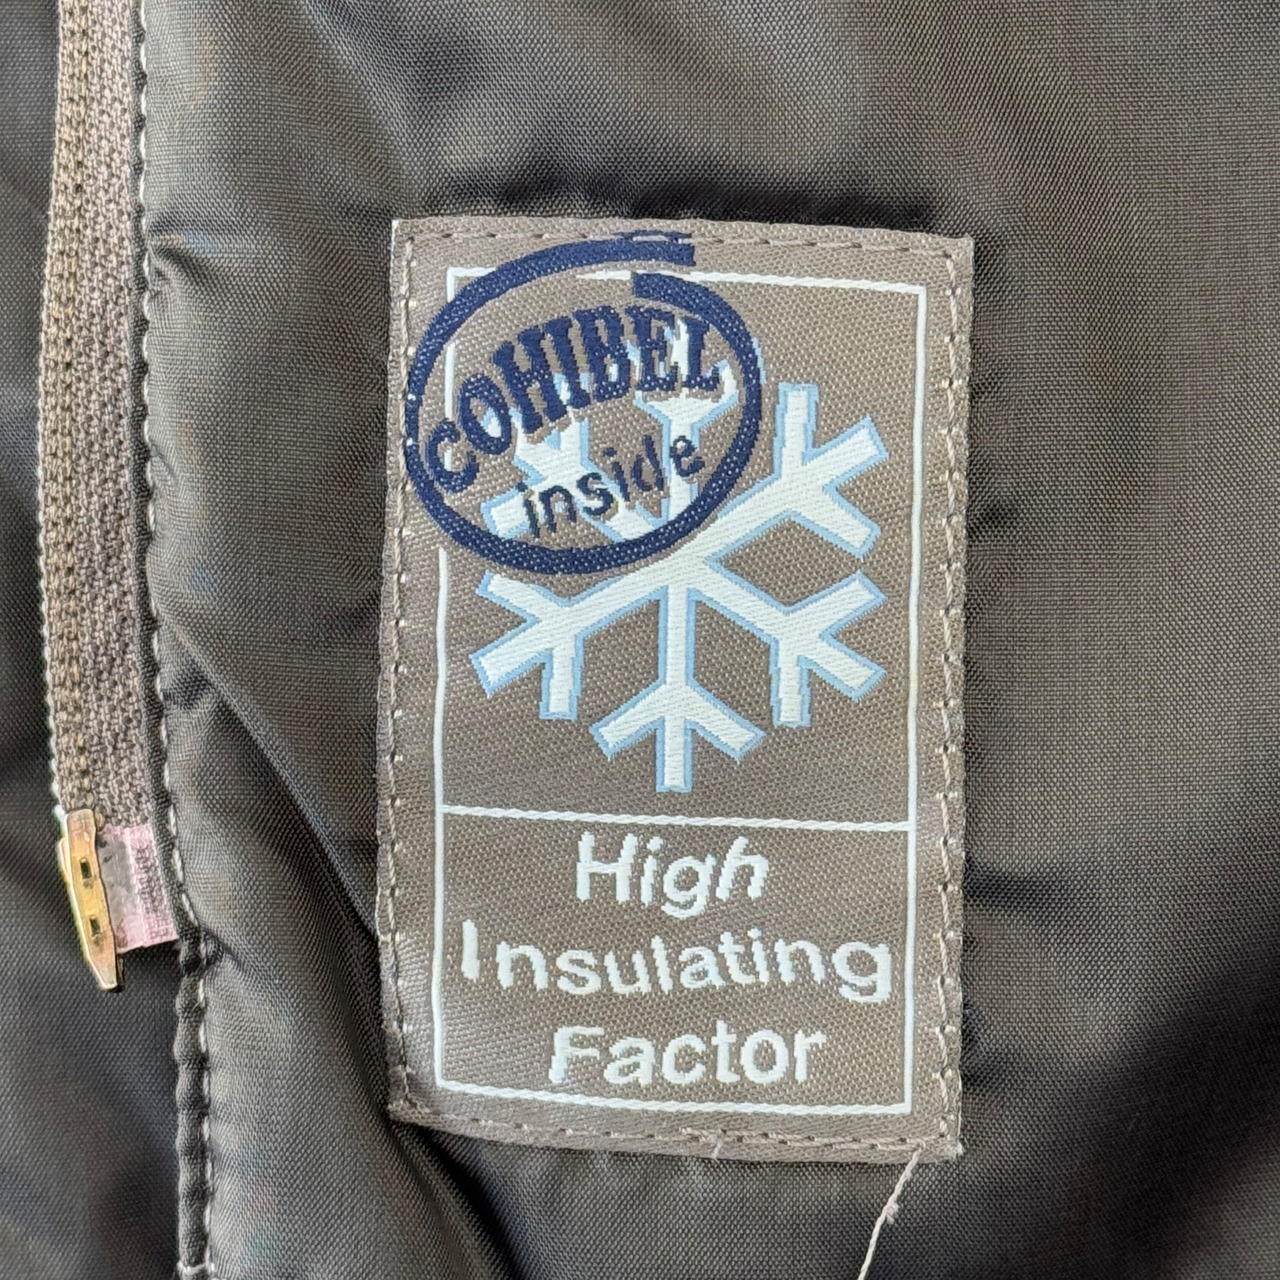 COHIBEL
inside
High
Insulating
Factor